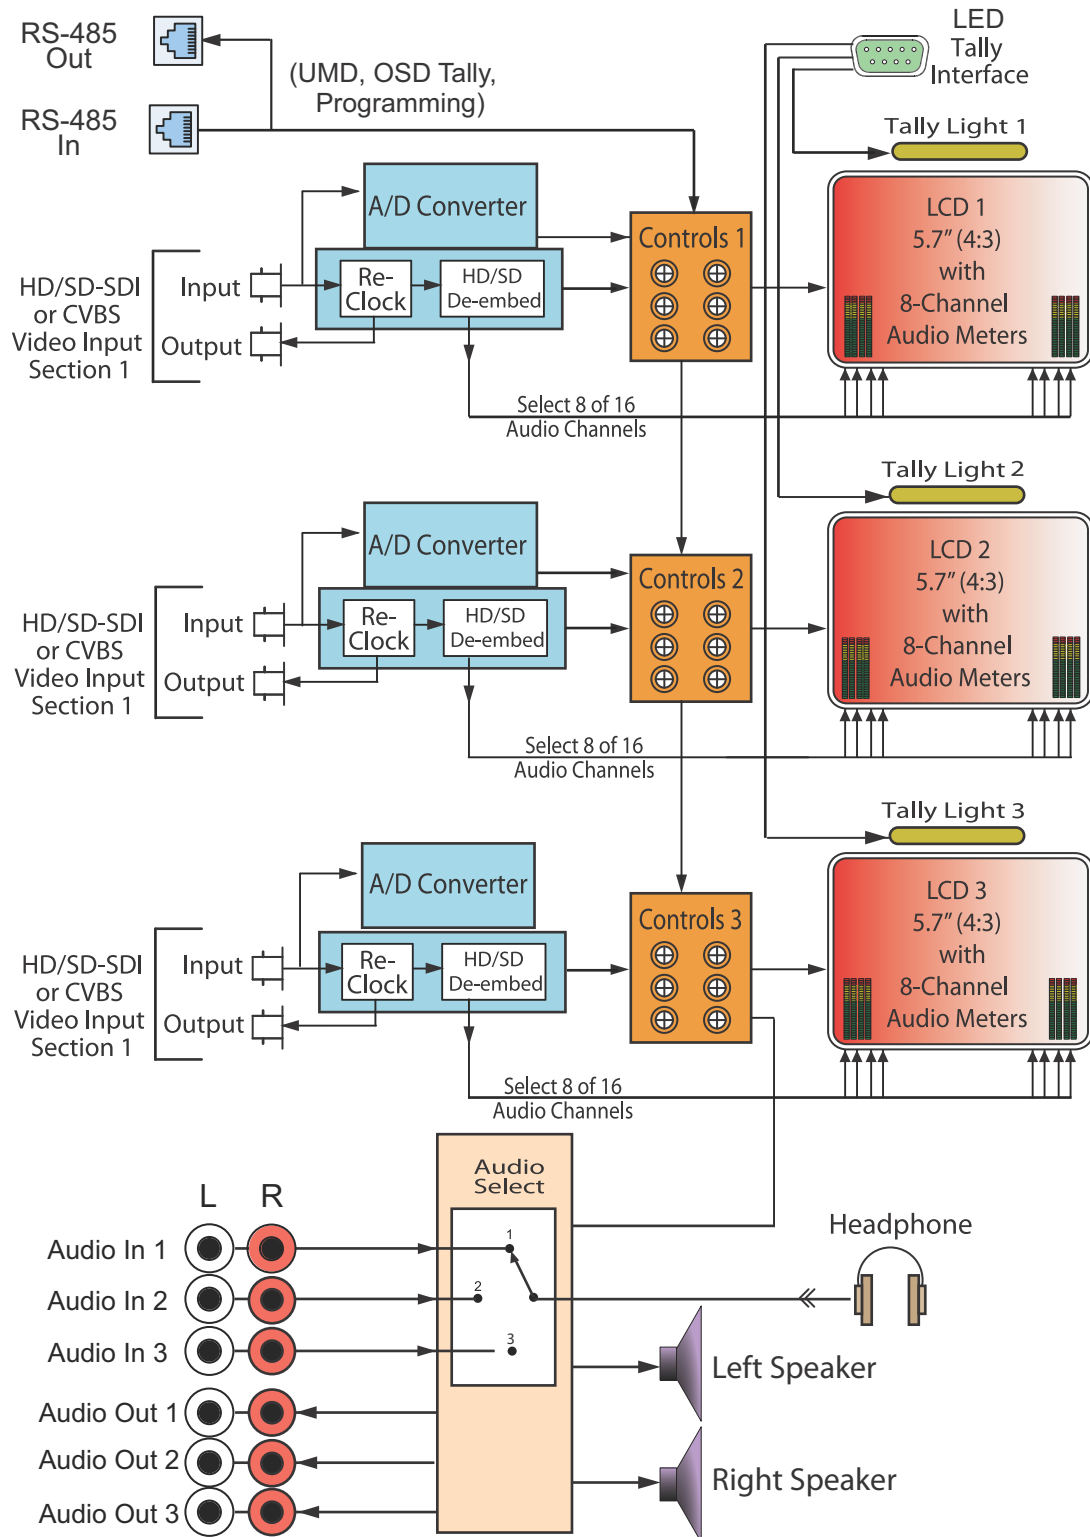 RS-485
Out
(UMD, OSD Tally,
Programming)
RS-485
In
LED
Tally
Interface
Tally Light 1
A/D Converter
Controls 1
LCD 1
5.7” (4:3)
with
8-Channel
Audio Meters
HD/SD-SDI
or CVBS
Video Input
Section 1
Input
Output
Re-
Clock
HD/SD
De-embed
Select 8 of 16
Audio Channels
Tally Light 2
A/D Converter
Controls 2
LCD 2
5.7” (4:3)
with
8-Channel
Audio Meters
HD/SD-SDI
or CVBS
Video Input
Section 1
Input
Output
Re-
Clock
HD/SD
De-embed
Select 8 of 16
Audio Channels
Tally Light 3
A/D Converter
Controls 3
LCD 3
5.7” (4:3)
with
8-Channel
Audio Meters
HD/SD-SDI
or CVBS
Video Input
Section 1
Input
Output
Re-
Clock
HD/SD
De-embed
Select 8 of 16
Audio Channels
Audio
Select
L R
1
2
3
Audio In 1
Audio In 2
Audio In 3
Audio Out 1
Audio Out 2
Audio Out 3
Headphone
Left Speaker
Right Speaker